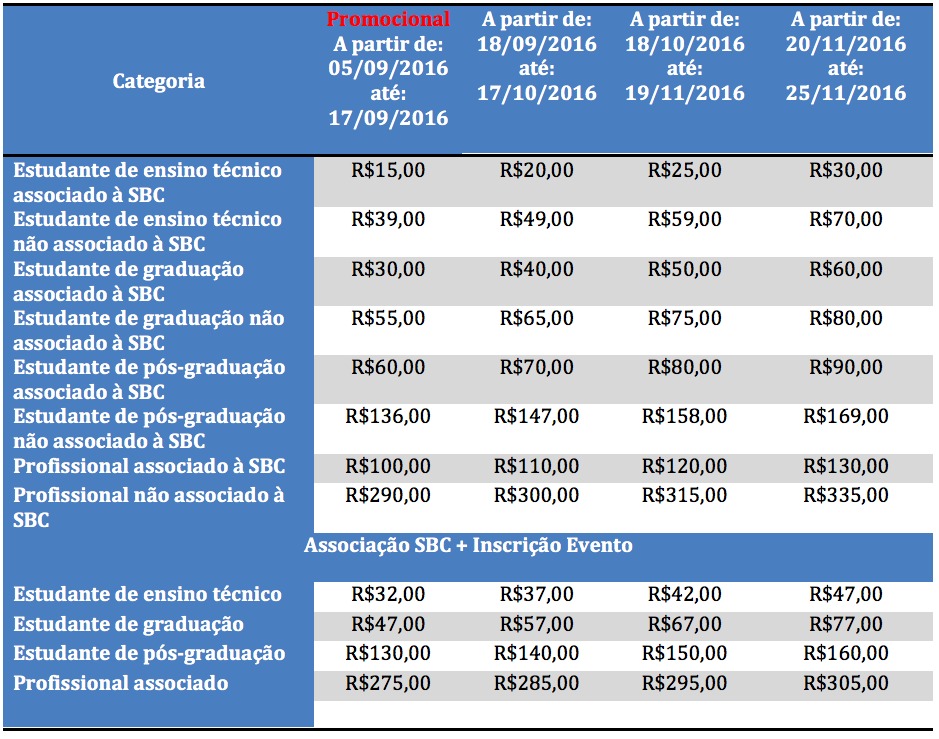 Categoria
Promocional
A partir de:
05/09/2016
até:
17/09/2016
A partir de:
18/09/2016
até:
17/10/2016
A partir de:
18/10/2016
até:
19/11/2016
A partir de:
20/11/2016
até:
25/11/2016
Estudante de ensino técnico
associado à SBC
R$15,00 R$20,00 R$25,00 R$30,00
Estudante de ensino técnico
não associado à SBC
R$39,00 R$49,00 R$59,00 R$70,00
Estudante de graduação
associado à SBC
R$30,00 R$40,00 R$50,00 R$60,00
Estudante de graduação não
associado à SBC
R$55,00 R$65,00 R$75,00 R$80,00
Estudante de pós-graduação
associado à SBC
R$60,00 R$70,00 R$80,00 R$90,00
Estudante de pós-graduação
não associado à SBC
R$136,00 R$147,00 R$158,00 R$169,00
Profissional associado à SBC R$100,00 R$110,00 R$120,00 R$130,00
Profissional não associado à
SBC
R$290,00 R$300,00 R$315,00 R$335,00
Associação SBC + Inscrição Evento
Estudante de ensino técnico R$32,00 R$37,00 R$42,00 R$47,00
Estudante de graduação R$47,00 R$57,00 R$67,00 R$77,00
Estudante de pós-graduação R$130,00 R$140,00 R$150,00 R$160,00
Profissional associado R$275,00 R$285,00 R$295,00 R$305,00